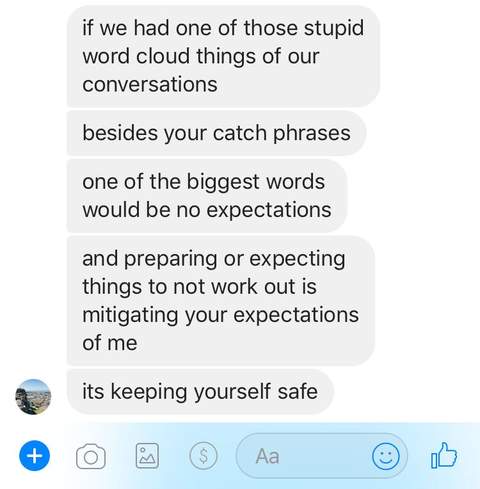 if we had one of those stupid
word cloud things of our
conversations
besides your catch phrases
one of the biggest words
would be no expectations
and preparing or expecting
things to not work out is
mitigating your expectations
of me
its keeping yourself safe
$
Aa